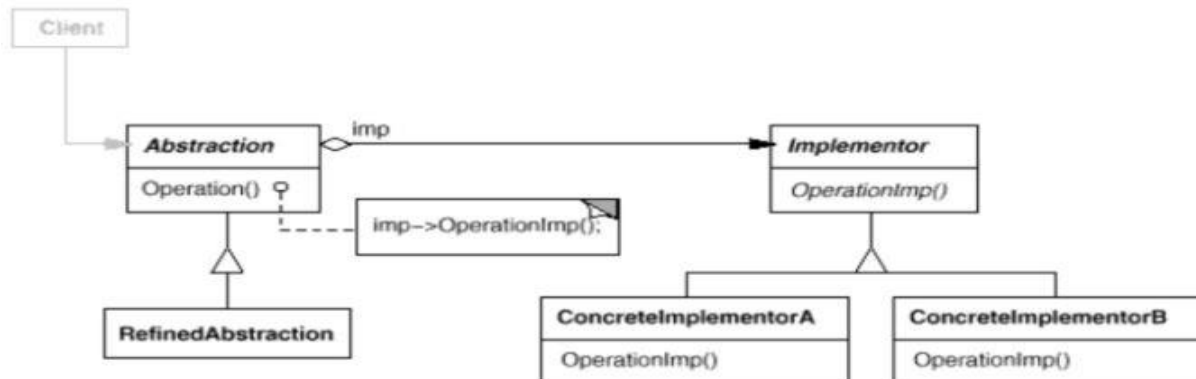 Client
imp
Abstraction
Implementor
Operation()
OperationImp()
imp->OperationImp();
RefinedAbstraction
ConcreteImplementorA
ConcreteImplementorB
OperationImp()
OperationImp()